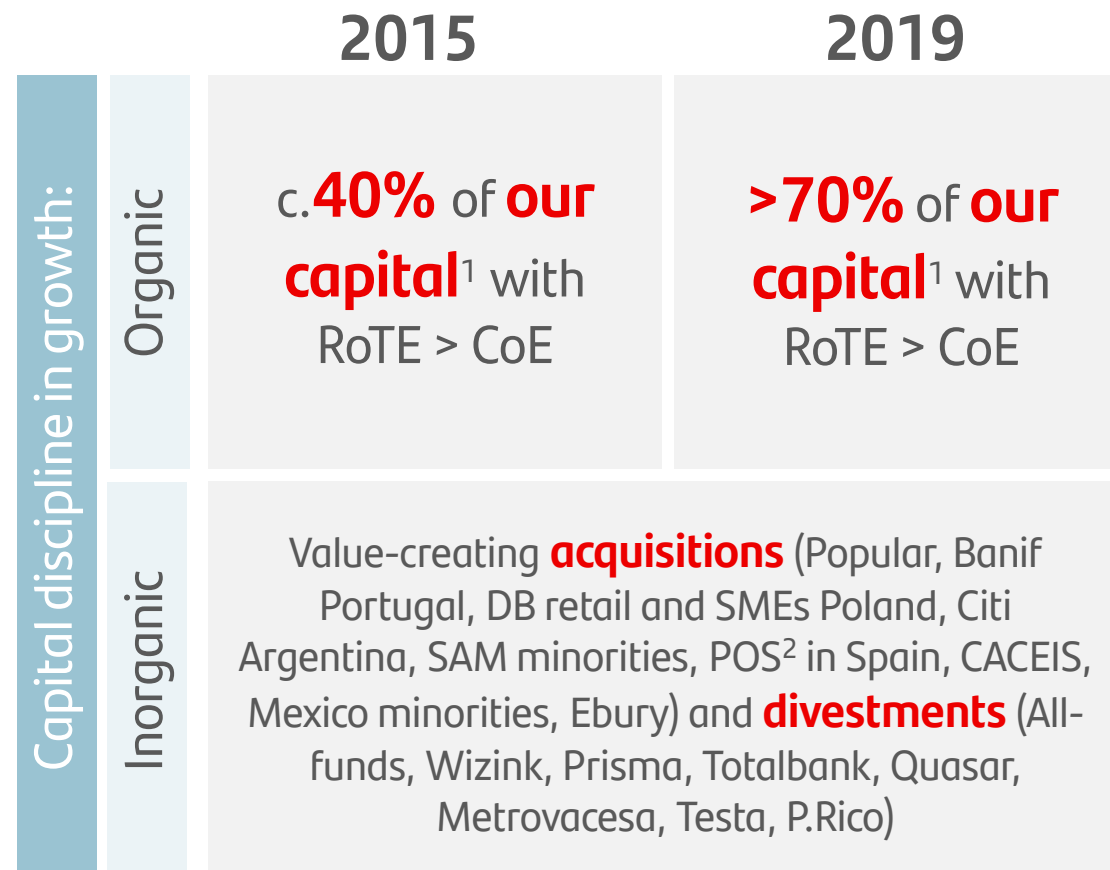 2015
2019
Capital discipline in growth:
Organic
c.40% of our
capital¹ with
RoTE > CoE
>70% of our
capital¹ with
RoTE > CoE
Inorganic
Value-creating acquisitions (Popular, Banif
Portugal, DB retail and SMEs Poland, Citi
Argentina, SAM minorities, POS² in Spain, CACEIS,
Mexico minorities, Ebury) and divestments (All-
funds, Wizink, Prisma, Totalbank, Quasar,
Metrovacesa, Testa, P.Rico)